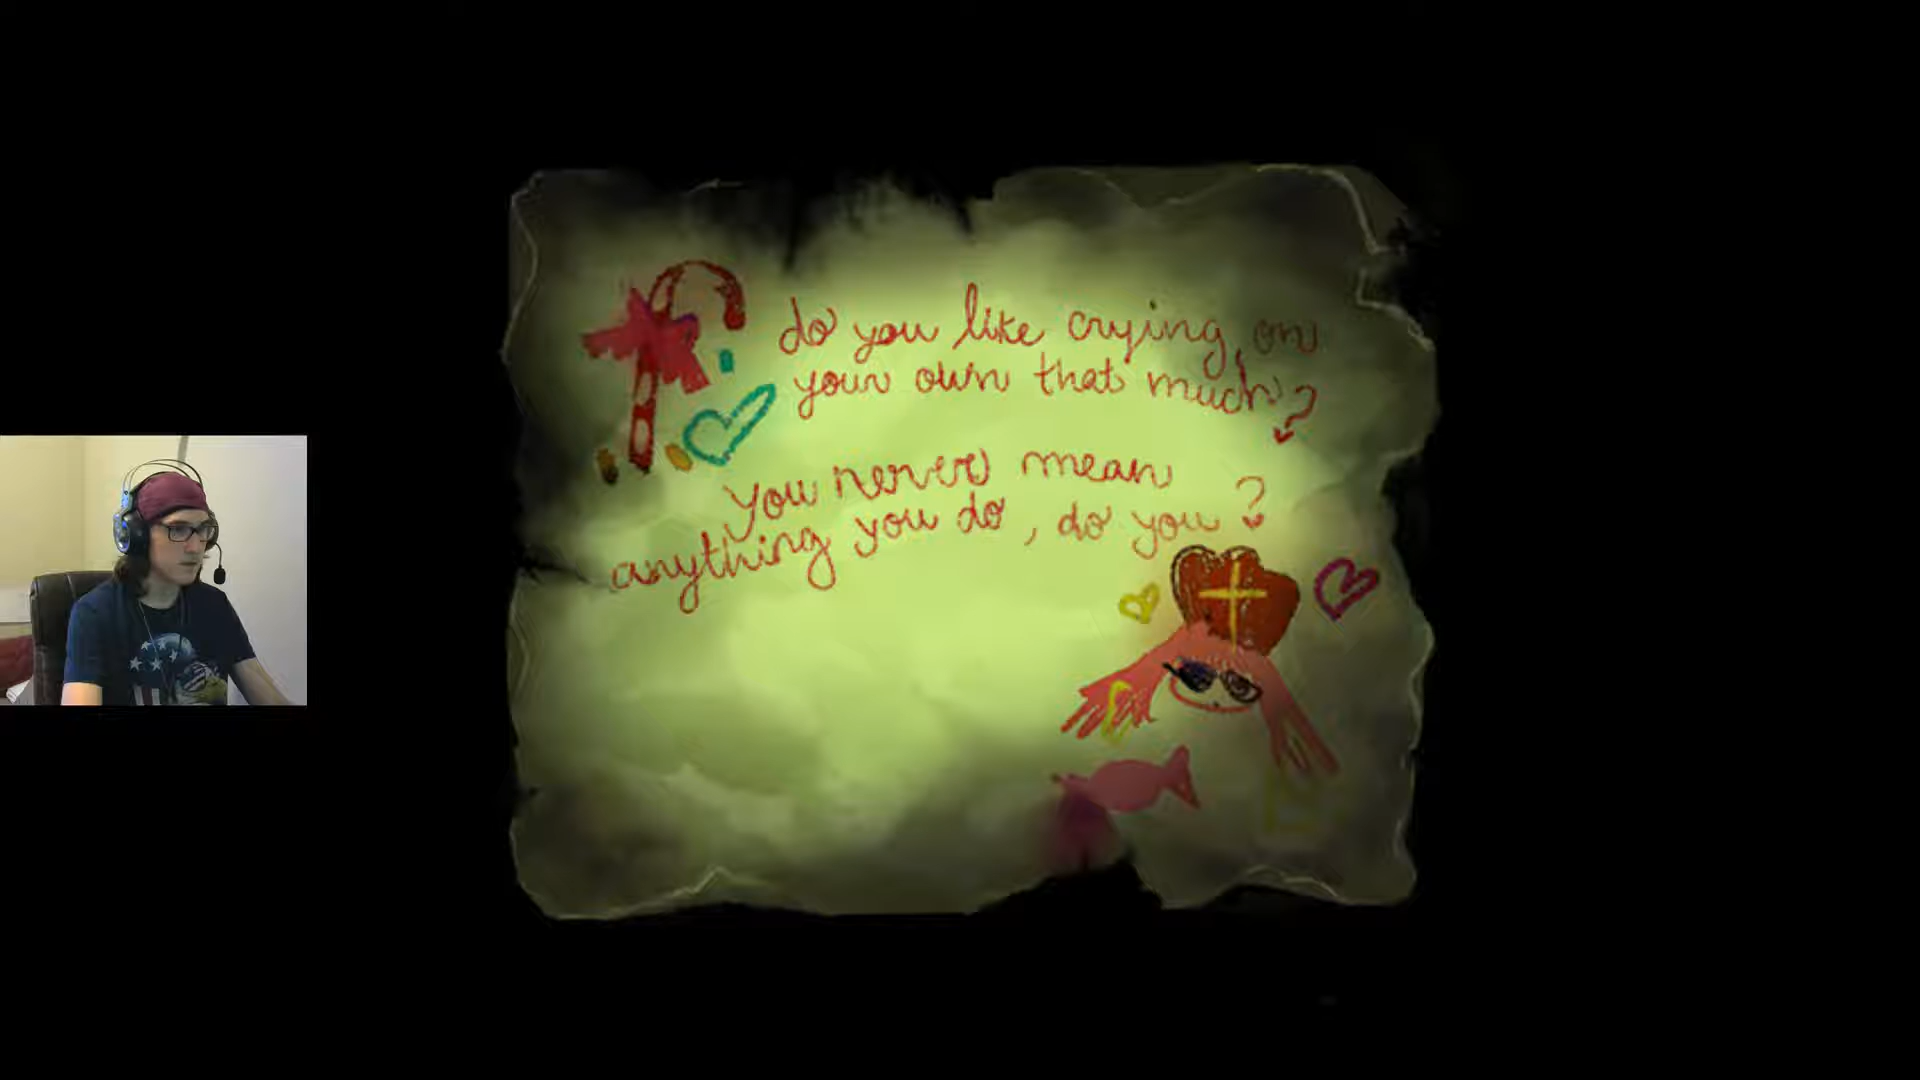 do you like crying on
your own that much?
you never mean
anything you do, do you?